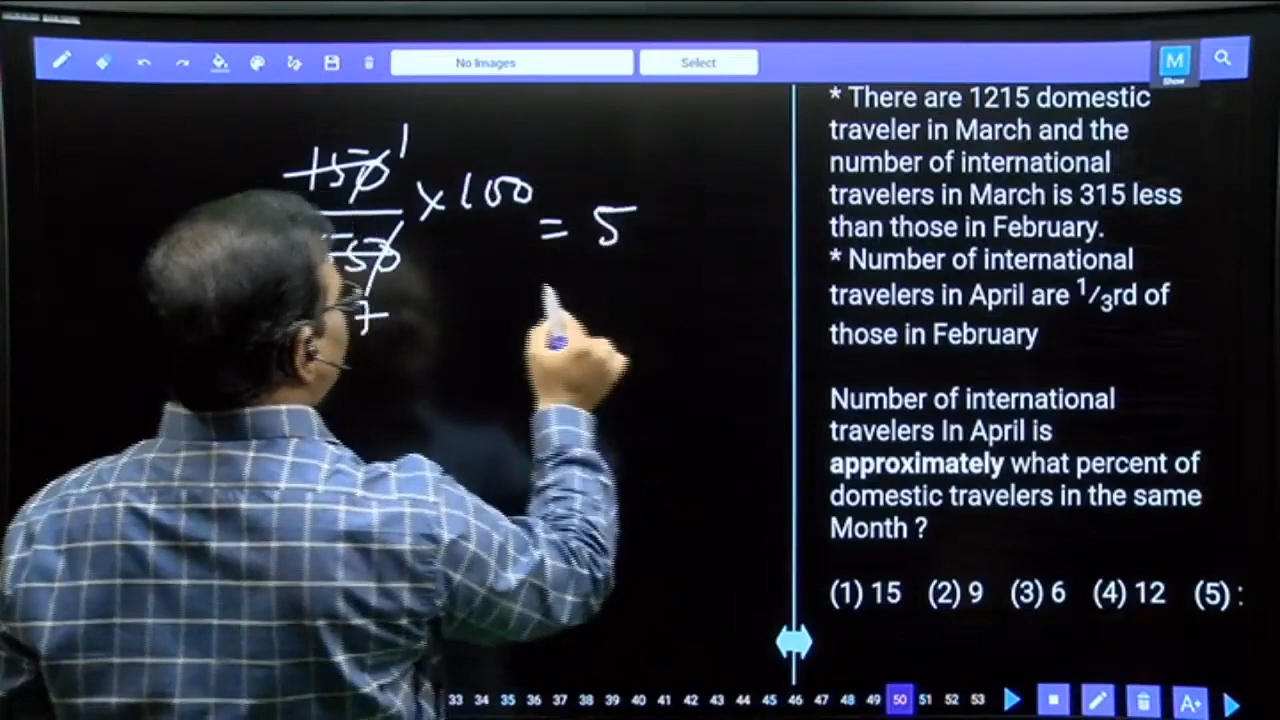 No Images
Select
M
Show
* There are 1215 domestic
traveler in March and the
number of international
travelers in March is 315 less
than those in February.
* Number of international
travelers in April are 1/3rd of
those in February
Number of international
travelers In April is
approximately what percent of
domestic travelers in the same
Month ?
(1) 15 (2) 9 (3) 6 (4) 12 (5) :
150 1
× 100
= 5
7
33 34 35 36 37 38 39 40 41 42 43 44 45 46 47 48 49 50 51 52 53
A+